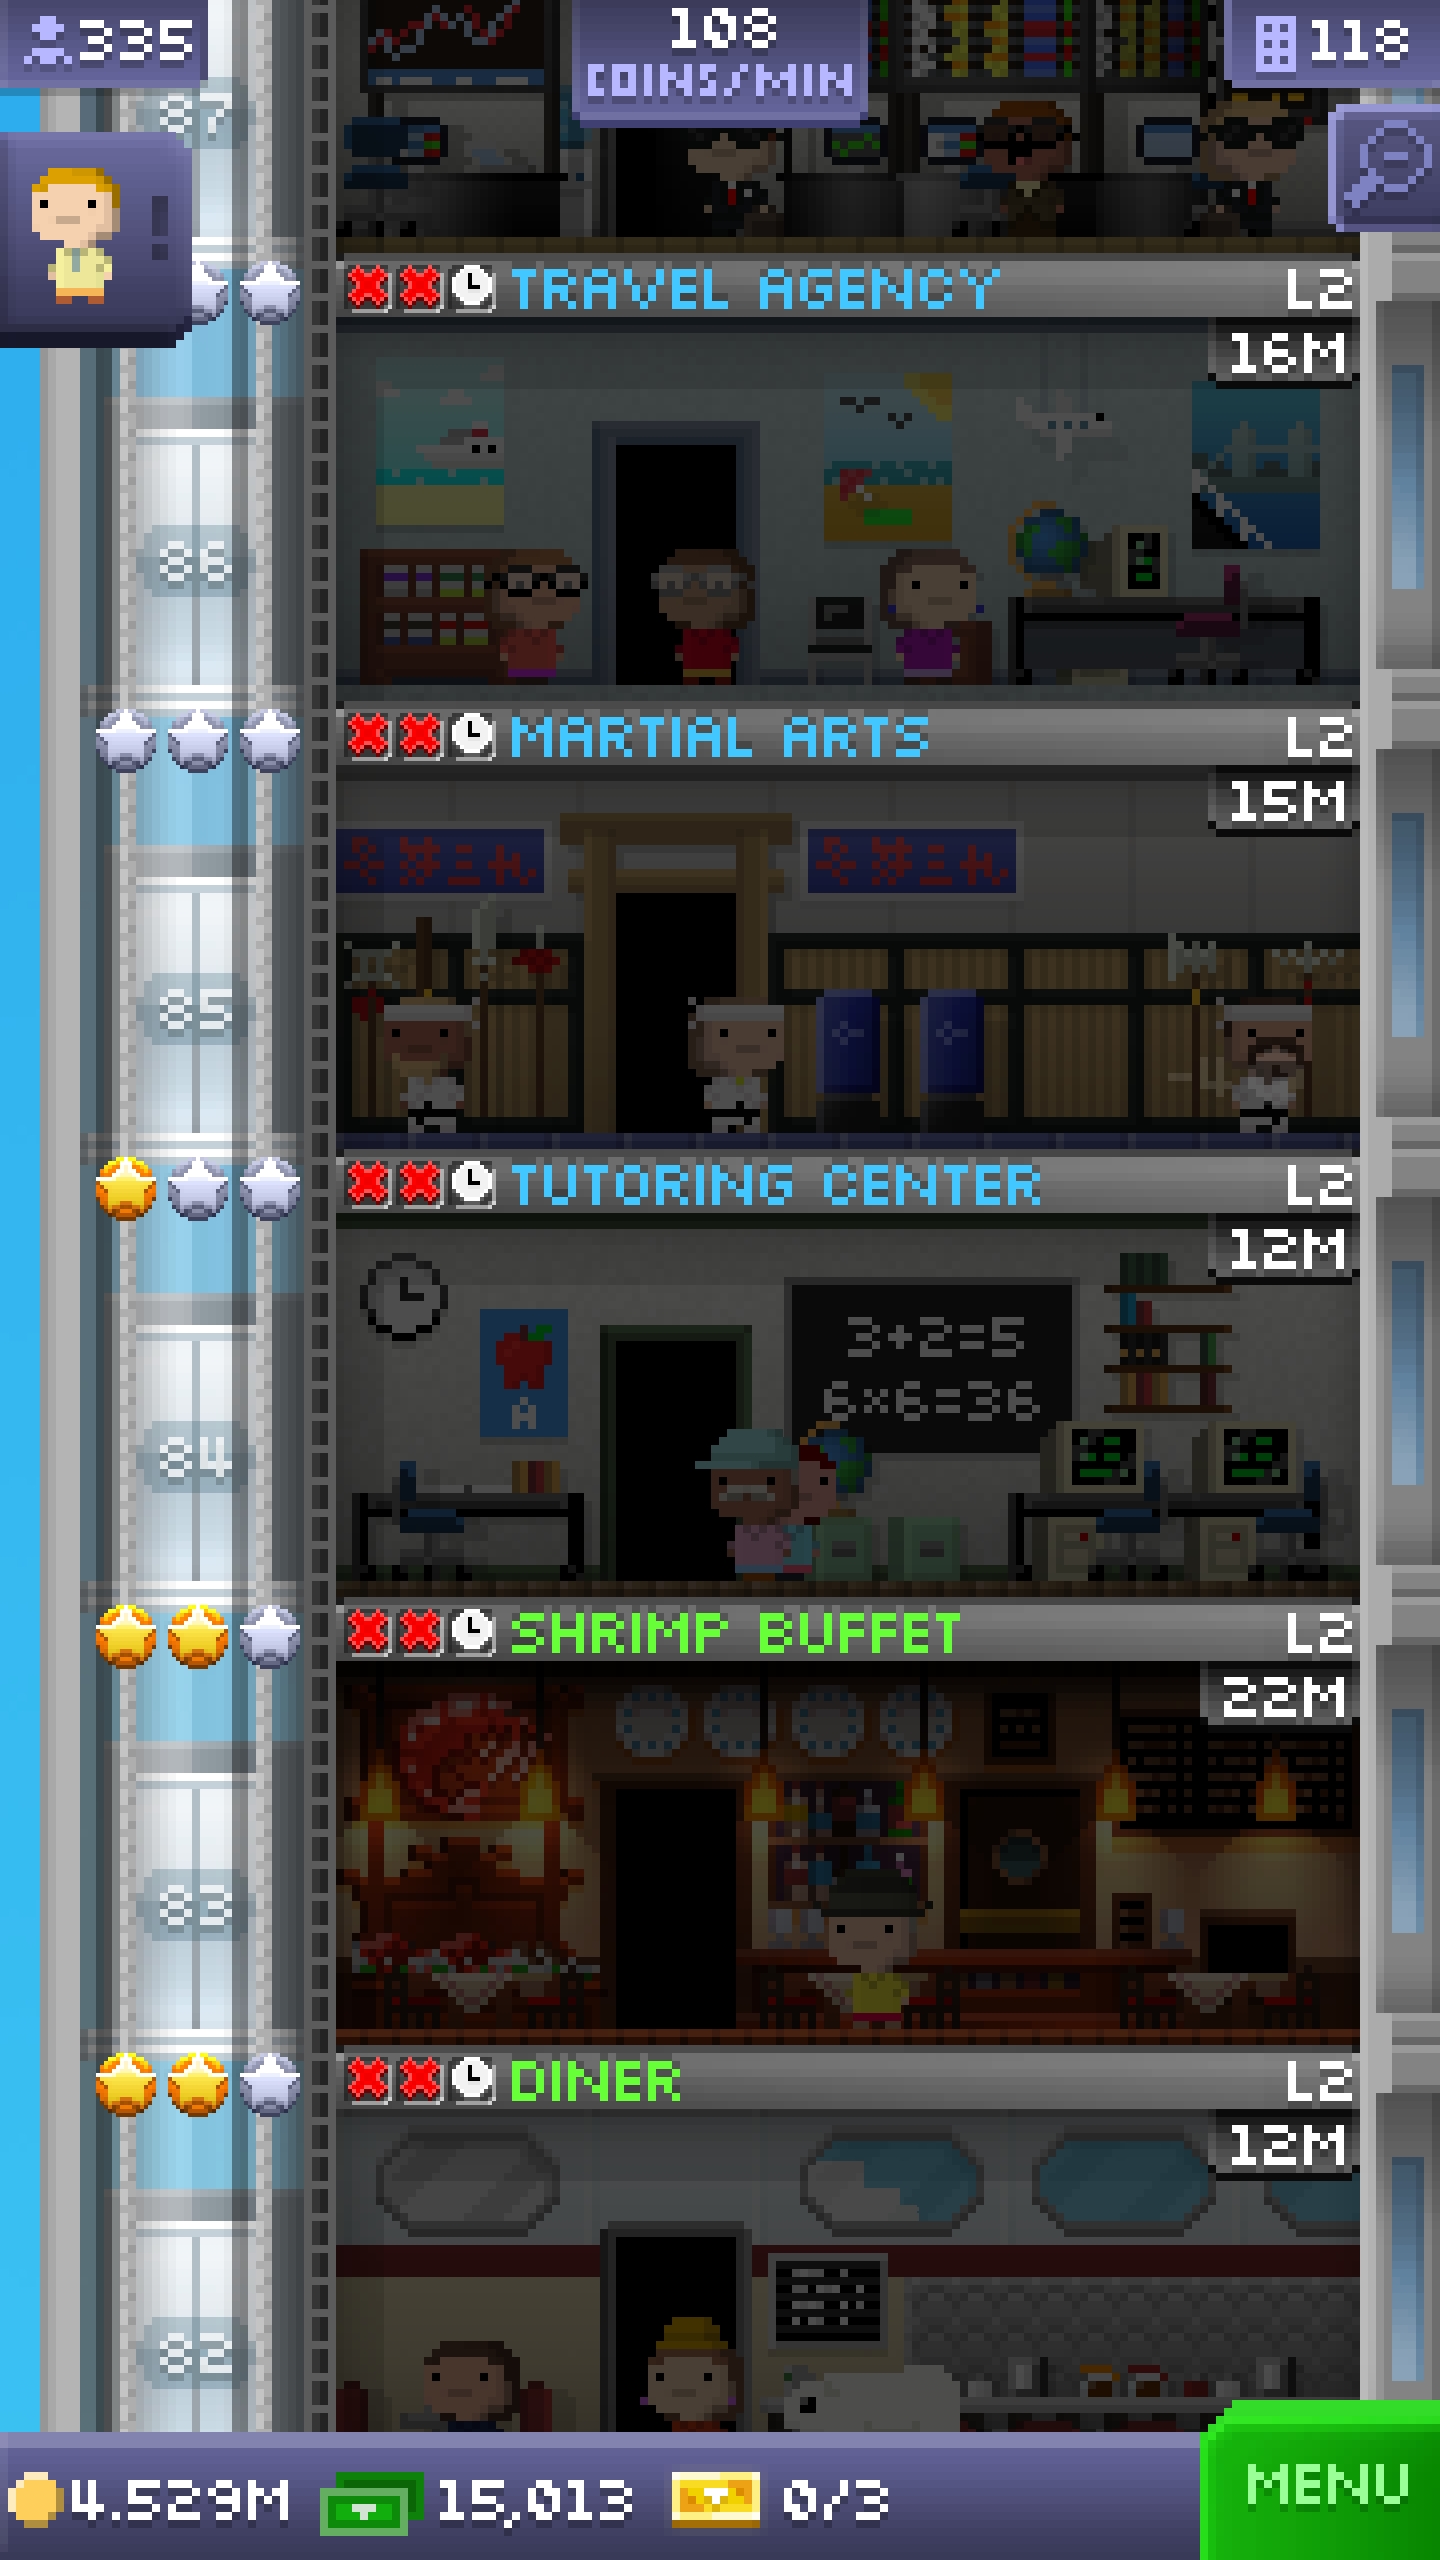 335
108
COINS/MIN
118
87
TRAVEL AGENCY L2
16M
86
MARTIAL ARTS L2
15M
85
TUTORING CENTER L2
12M
3+2=5
6×6=36
A
84
SHRIMP BUFFET L2
22M
83
DINER L2
12M
82
4.529M 15,013 0/3 MENU